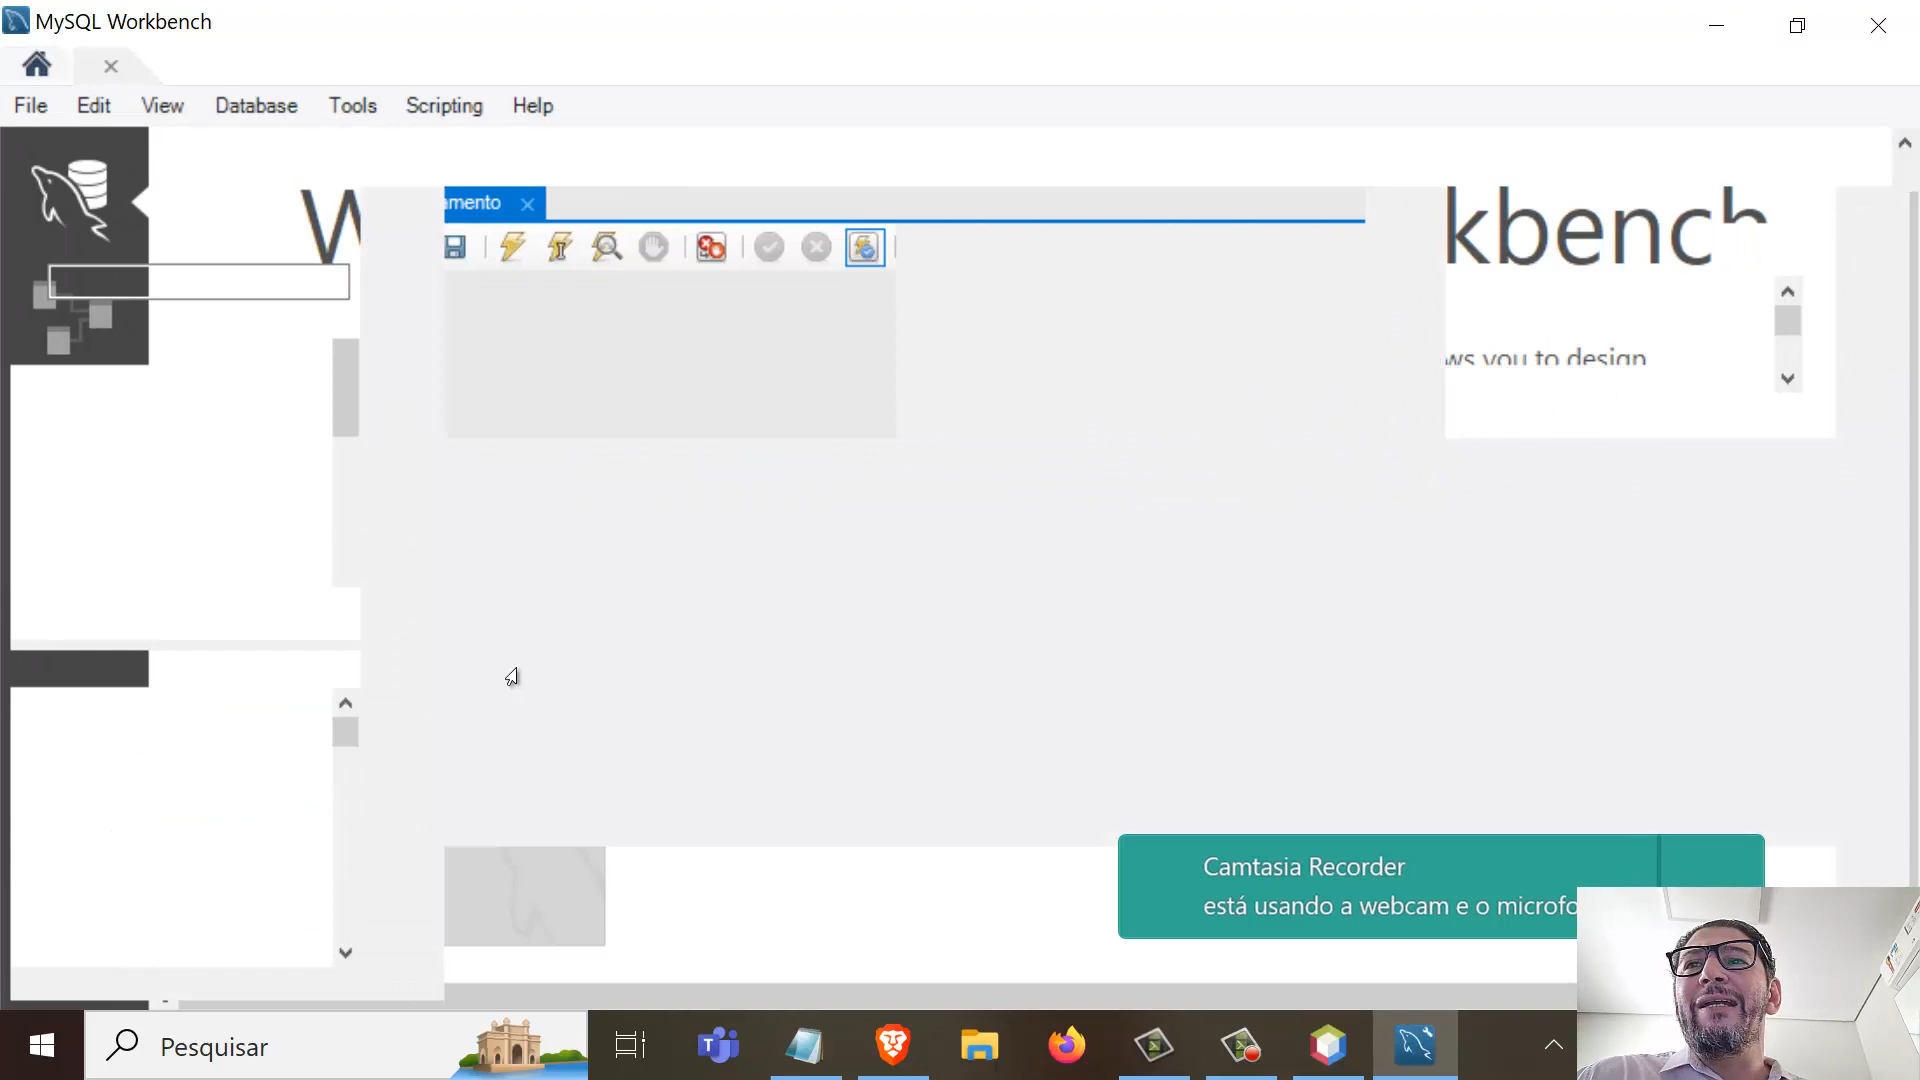 MySQL Workbench
File Edit View Database Tools Scripting Help
W
kbench
amento
ws you to design
Camtasia Recorder
está usando a webcam e o microfo
Pesquisar